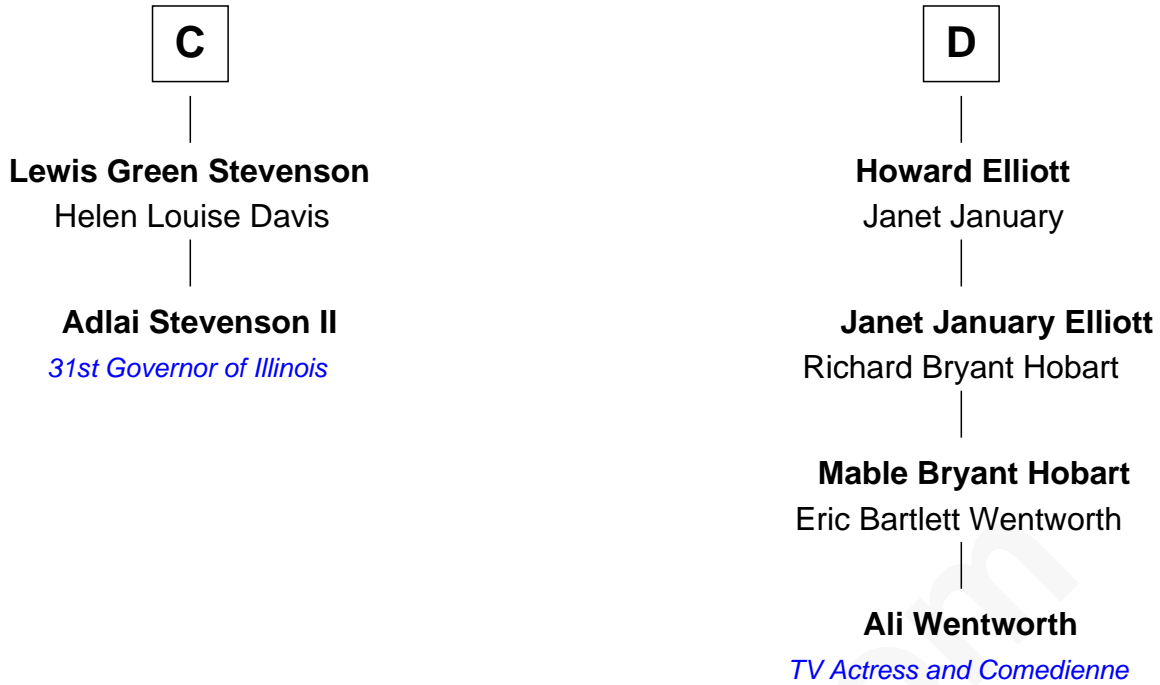 C
Lewis Green Stevenson
Helen Louise Davis
Adlai Stevenson II
31st Governor of Illinois
D
Howard Elliott
Janet January
Janet January Elliott
Richard Bryant Hobart
Mable Bryant Hobart
Eric Bartlett Wentworth
Ali Wentworth
TV Actress and Comedienne